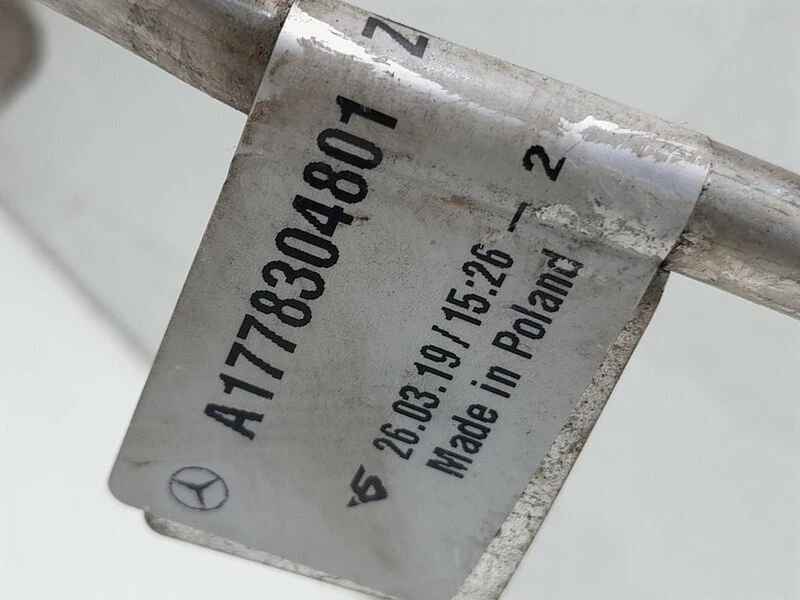 A1778304801 Z
26.03.19 / 15:26 – 2
Made in Poland